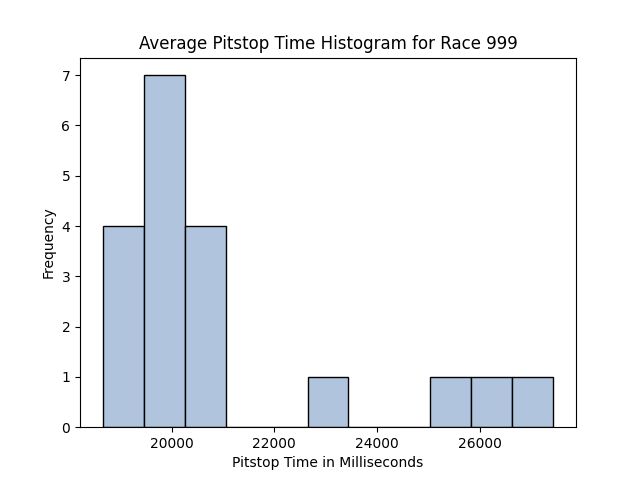 Average Pitstop Time Histogram for Race 999
7
6
5
4
3
2
1
0
Frequency
20000 22000 24000 26000
Pitstop Time in Milliseconds